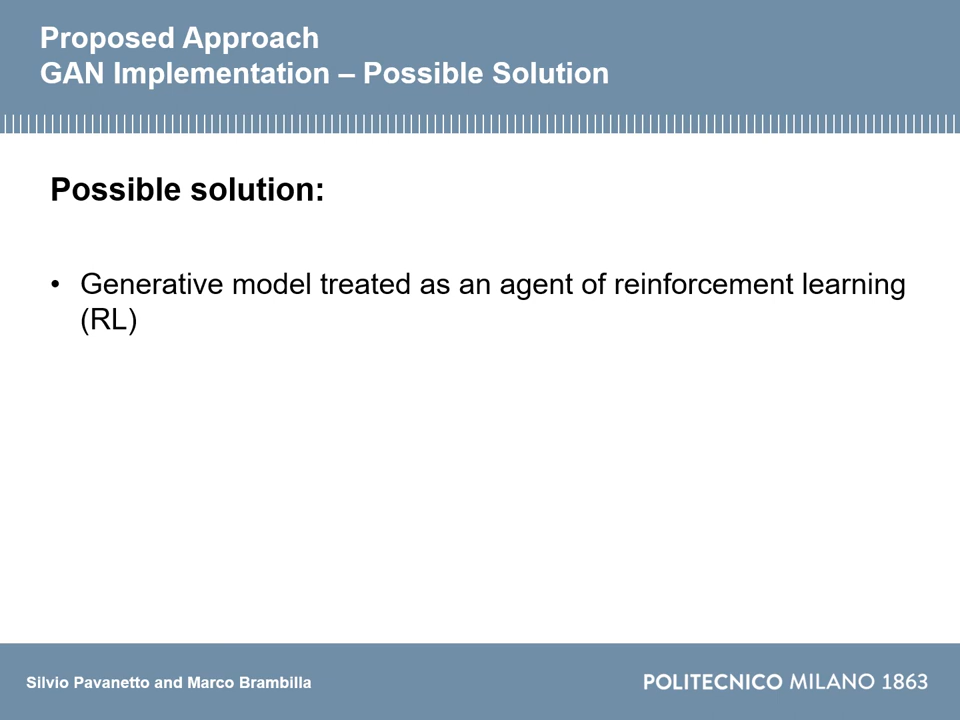 Proposed Approach
GAN Implementation – Possible Solution
Possible solution:
• Generative model treated as an agent of reinforcement learning
(RL)
Silvio Pavanetto and Marco Brambilla
POLITECNICO MILANO 1863